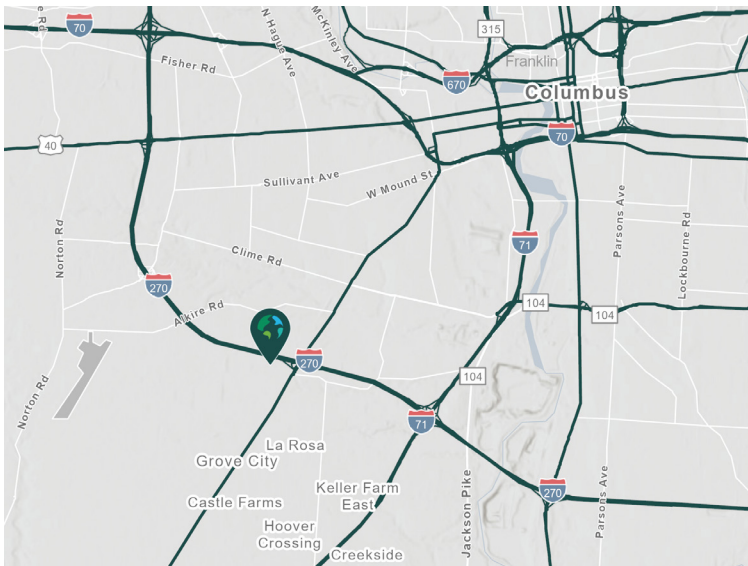 e Rd
70
N Hague Ave
McKinley Ave
315
Franklin
Fisher Rd
670
Columbus
70
40
Sullivant Ave
W Mound St
Parsons Ave
Lockbourne Rd
Norton Rd
71
Clime Rd
270
104
104
Alkire Rd
270
104
Norton Rd
71
La Rosa
Grove City
Keller Farm
East
270
Castle Farms
Hoover
Crossing
Jackson Pike
Parsons Ave
Creekside